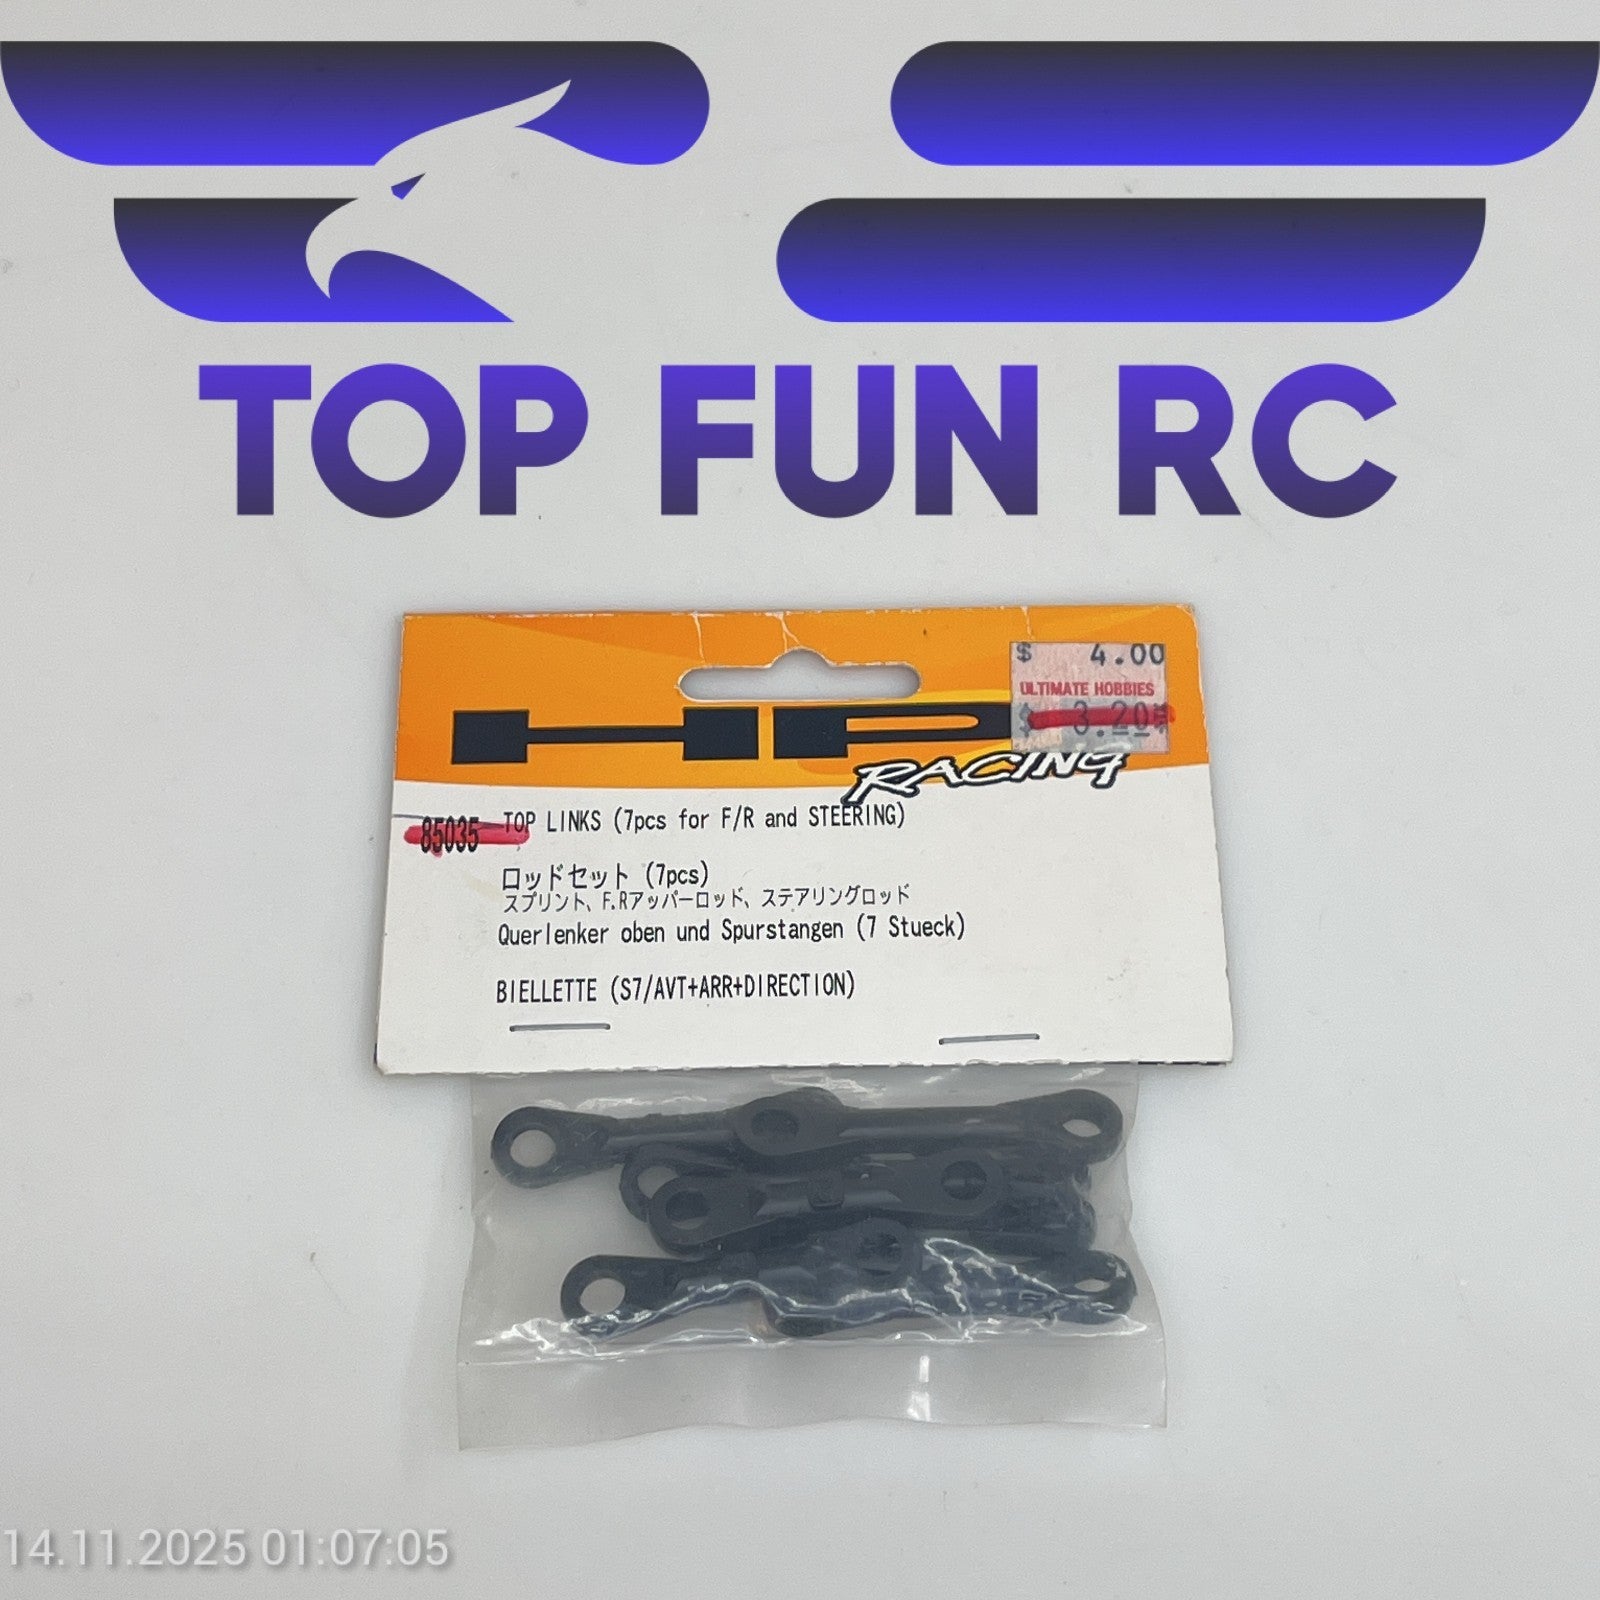 TOP FUN RC
$ 4.00
ULTIMATE HOBBIES
$ 3.20
HP
RACING
85035 TOP LINKS (7pcs for F/R and STEERING)
ロッドセット (7pcs)
スプリント、F.Rアッパーロッド、ステアリングロッド
Querlenker oben und Spurstangen (7 Stueck)
BIELLETTE (S7/AVT+ARR+DIRECTION)
14.11.2025 01:07:05